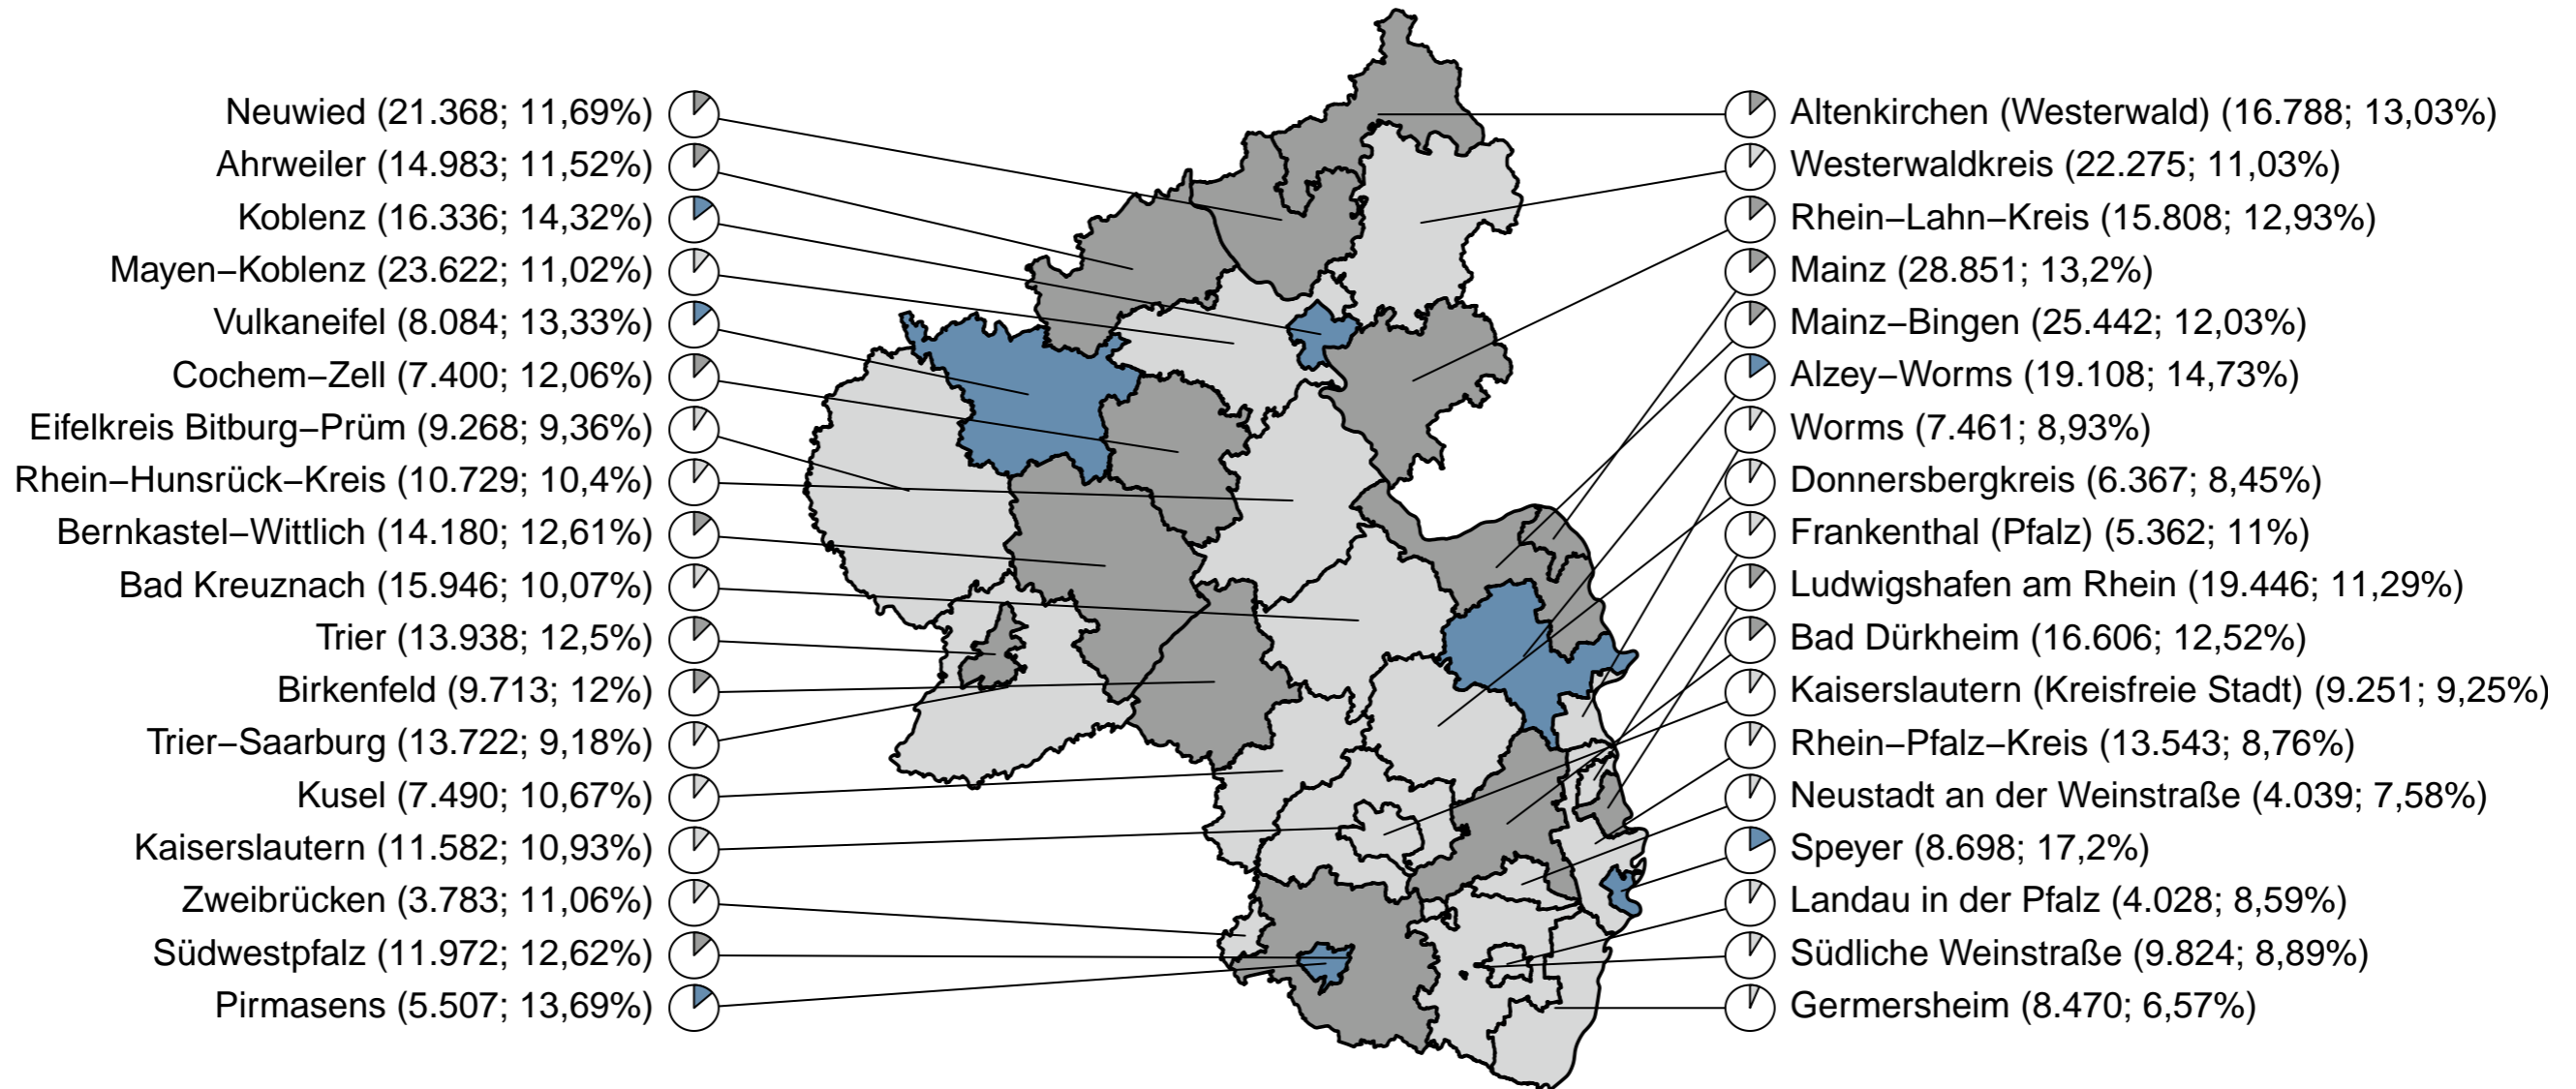 Neuwied (21.368; 11,69%)
Ahrweiler (14.983; 11,52%)
Koblenz (16.336; 14,32%)
Mayen−Koblenz (23.622; 11,02%)
Vulkaneifel (8.084; 13,33%)
Cochem−Zell (7.400; 12,06%)
Eifelkreis Bitburg−Prüm (9.268; 9,36%)
Rhein−Hunsrück−Kreis (10.729; 10,4%)
Bernkastel−Wittlich (14.180; 12,61%)
Bad Kreuznach (15.946; 10,07%)
Trier (13.938; 12,5%)
Birkenfeld (9.713; 12%)
Trier−Saarburg (13.722; 9,18%)
Kusel (7.490; 10,67%)
Kaiserslautern (11.582; 10,93%)
Zweibrücken (3.783; 11,06%)
Südwestpfalz (11.972; 12,62%)
Pirmasens (5.507; 13,69%)
Altenkirchen (Westerwald) (16.788; 13,03%)
Westerwaldkreis (22.275; 11,03%)
Rhein−Lahn−Kreis (15.808; 12,93%)
Mainz (28.851; 13,2%)
Mainz−Bingen (25.442; 12,03%)
Alzey−Worms (19.108; 14,73%)
Worms (7.461; 8,93%)
Donnersbergkreis (6.367; 8,45%)
Frankenthal (Pfalz) (5.362; 11%)
Ludwigshafen am Rhein (19.446; 11,29%)
Bad Dürkheim (16.606; 12,52%)
Kaiserslautern (Kreisfreie Stadt) (9.251; 9,25%)
Rhein−Pfalz−Kreis (13.543; 8,76%)
Neustadt an der Weinstraße (4.039; 7,58%)
Speyer (8.698; 17,2%)
Landau in der Pfalz (4.028; 8,59%)
Südliche Weinstraße (9.824; 8,89%)
Germersheim (8.470; 6,57%)